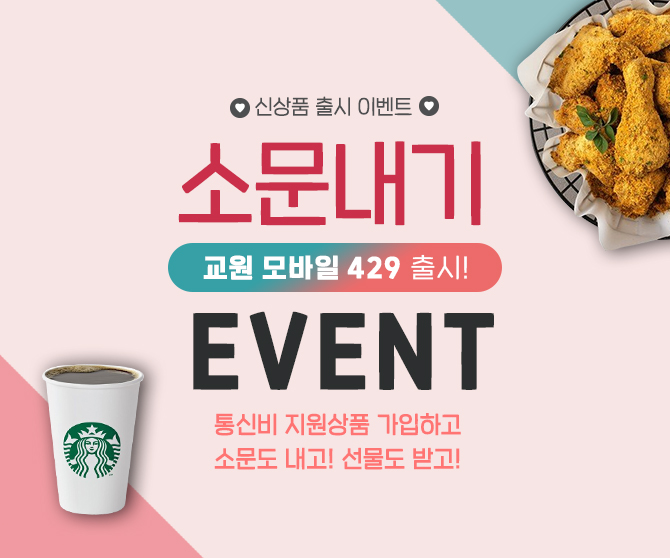 신상품 출시 이벤트
소문내기
교원 모바일 429 출시!
EVENT
통신비 지원상품 가입하고
소문도 내고! 선물도 받고!